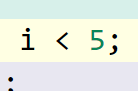 i < 5;
;